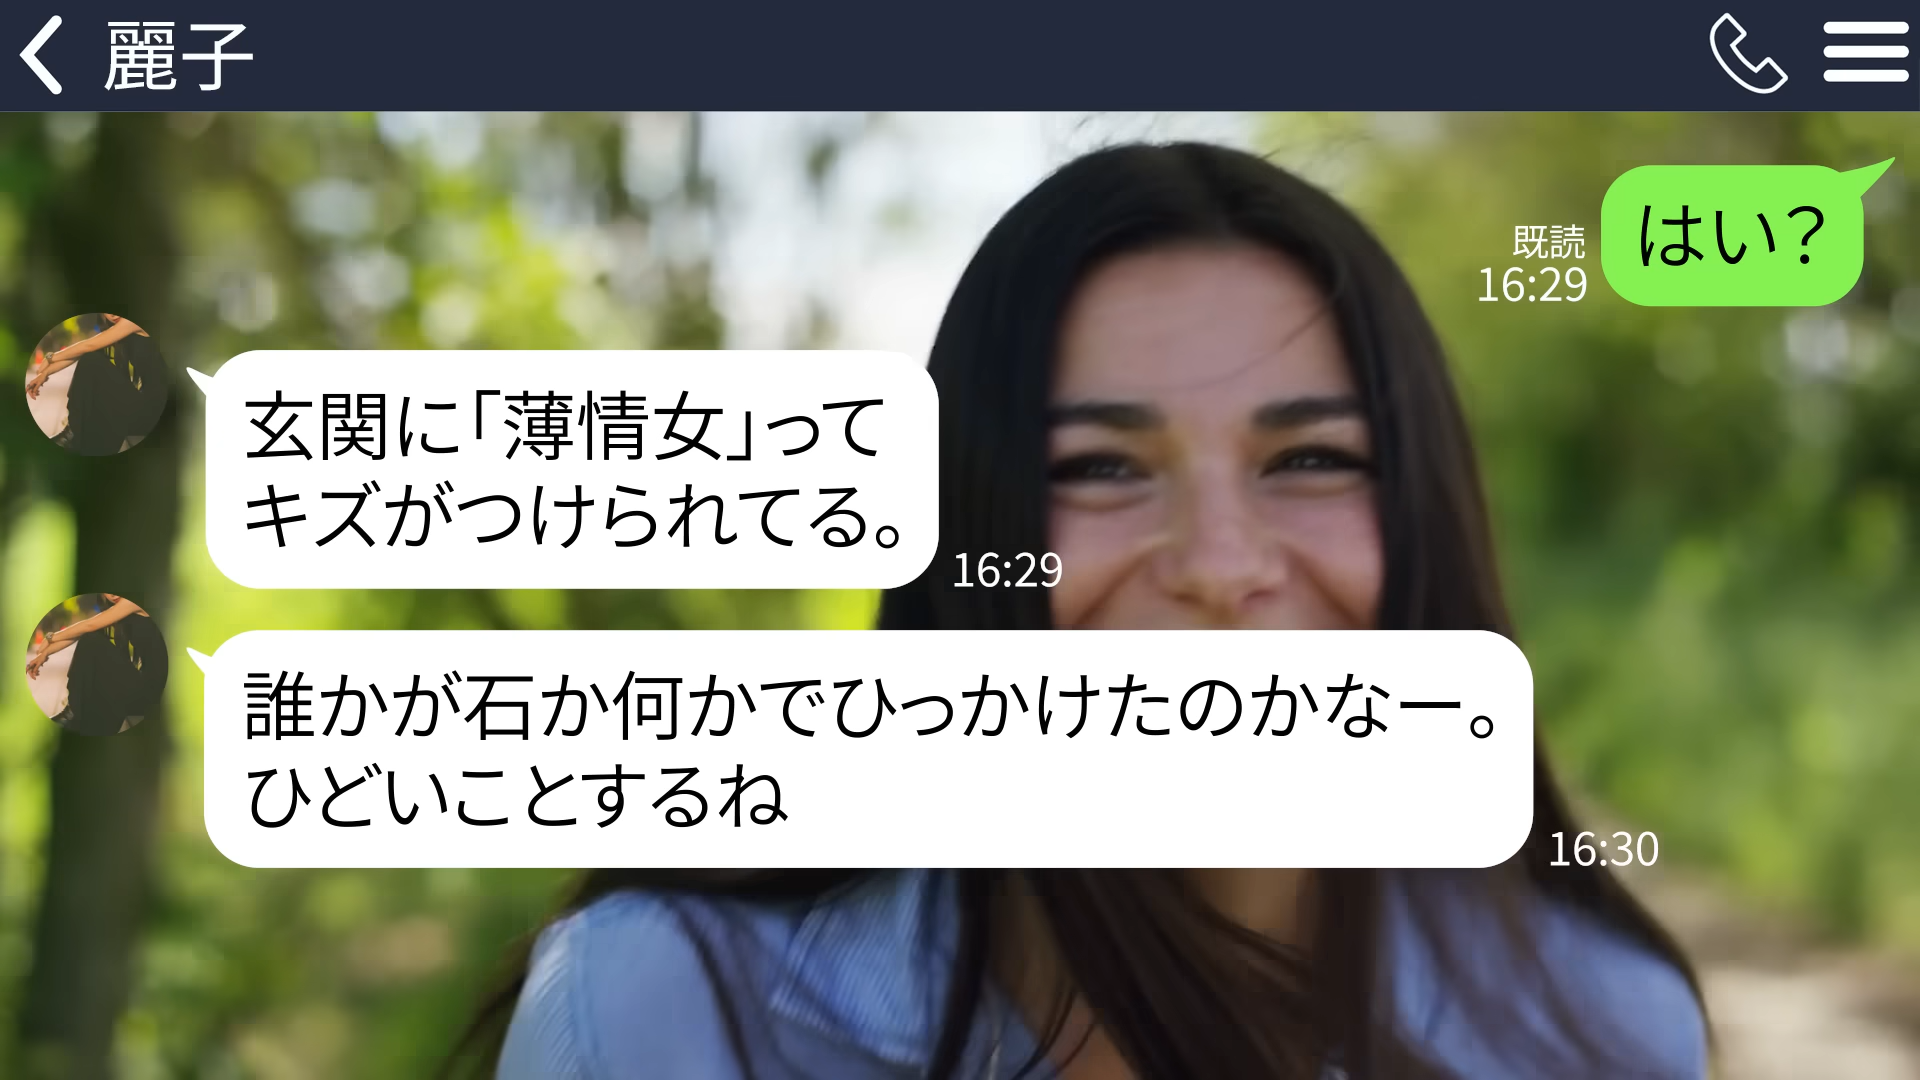 麗子
はい？
既読
16:29
玄関に「薄情女」って
キズがつけられてる。
16:29
誰かが石か何かでひっかけたのかなー。
ひどいことするね
16:30